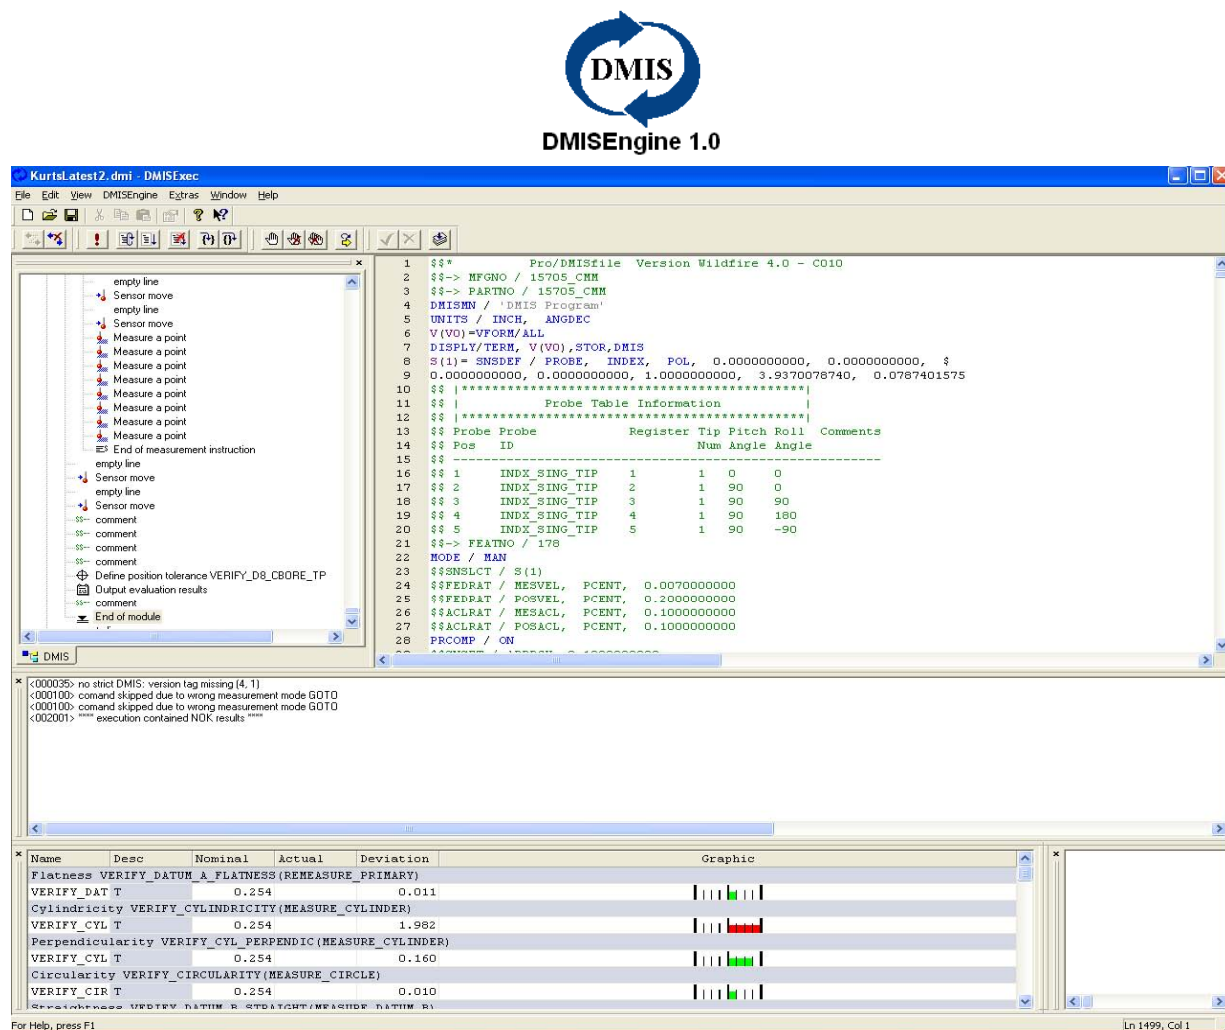 DMIS
DMISEngine 1.0
KurtsLatest2.dmi - DMISExec
File Edit View DMISEngine Extras Window Help
empty line
Sensor move
empty line
Sensor move
Measure a point
Measure a point
Measure a point
Measure a point
Measure a point
Measure a point
Measure a point
Measure a point
End of measurement instruction
empty line
Sensor move
empty line
Sensor move
$$-- comment
$$-- comment
$$-- comment
$$-- comment
Define position tolerance VERIFY_D8_CBORE_TP
Output evaluation results
$$-- comment
End of module
DMIS
1 $$* Pro/DMISfile Version Wildfire 4.0 - C010
2 $$-> MFGNO / 15705_CMM
3 $$-> PARTNO / 15705_CMM
4 DMISMN / 'DMIS Program'
5 UNITS / INCH, ANGDEC
6 V(V0)=VFORM/ALL
7 DISPLY/TERM, V(V0),STOR,DMIS
8 S(1)= SNSDEF / PROBE, INDEX, POL, 0.0000000000, 0.0000000000, $
9 0.0000000000, 0.0000000000, 1.0000000000, 3.9370078740, 0.0787401575
10 $$ |*********************************************|
11 $$ | Probe Table Information |
12 $$ |*********************************************|
13 $$ Probe Probe Register Tip Pitch Roll Comments
14 $$ Pos ID Num Angle Angle
15 $$ --------------------------------------------------------
16 $$ 1 INDX_SING_TIP 1 1 0 0
17 $$ 2 INDX_SING_TIP 2 1 90 0
18 $$ 3 INDX_SING_TIP 3 1 90 90
19 $$ 4 INDX_SING_TIP 4 1 90 180
20 $$ 5 INDX_SING_TIP 5 1 90 -90
21 $$-> FEATNO / 178
22 MODE / MAN
23 $$SNSLCT / S(1)
24 $$FEDRAT / MESVEL, PCENT, 0.0070000000
25 $$FEDRAT / POSVEL, PCENT, 0.2000000000
26 $$ACLRAT / MESACL, PCENT, 0.1000000000
27 $$ACLRAT / POSACL, PCENT, 0.1000000000
28 PRCOMP / ON
<000035> no strict DMIS: version tag missing (4, 1)
<000100> comand skipped due to wrong measurement mode GOTO
<000100> comand skipped due to wrong measurement mode GOTO
<002001> **** execution contained NOK results ****
Name Desc Nominal Actual Deviation Graphic
Flatness VERIFY_DATUM_A_FLATNESS(REMEASURE_PRIMARY)
VERIFY_DAT T 0.254 0.011
Cylindricity VERIFY_CYLINDRICITY(MEASURE_CYLINDER)
VERIFY_CYL T 0.254 1.982
Perpendicularity VERIFY_CYL_PERPENDIC(MEASURE_CYLINDER)
VERIFY_CYL T 0.254 0.160
Circularity VERIFY_CIRCULARITY(MEASURE_CIRCLE)
VERIFY_CIR T 0.254 0.010
Straightness VERIFY_DATUM_B_STRAIGHT(MEASURE_DATUM_B)
For Help, press F1
Ln 1499, Col 1